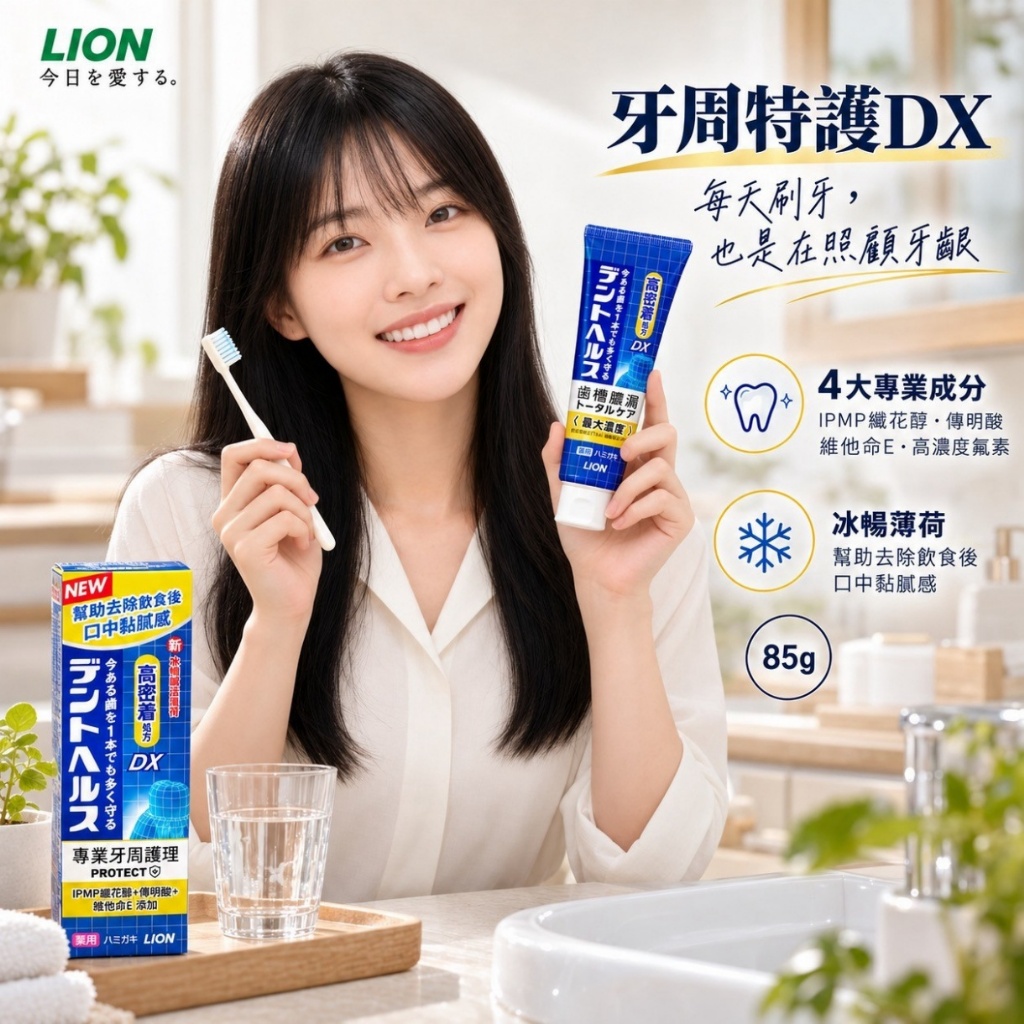 LION
今日を愛する。
牙周特護DX
每天刷牙，
也是在照顧牙齦
4大專業成分
IPMP纖花醇・傳明酸
維他命E・高濃度氟素
冰暢薄荷
幫助去除飲食後
口中黏膩感
85g
今ある歯を1本でも多く守る
デントヘルス
高密着処方
DX
歯槽膿漏
トータルケア
〈最大濃度〉
薬用 ハミガキ
LION
NEW
幫助去除飲食後
口中黏膩感
デントヘルス
今ある歯を1本でも多く守る
高密着処方
新
DX
專業牙周護理
PROTECT
IPMP纖花醇+傳明酸+
維他命E 添加
薬用 ハミガキ LION